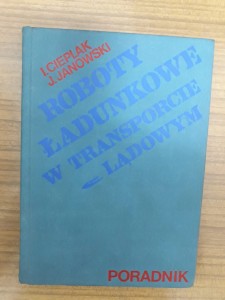 I.CIEPLAK
J.JANOWSKI
ROBOTY
ŁADUNKOWE
W TRANSPORCIE
LĄDOWYM
PORADNIK